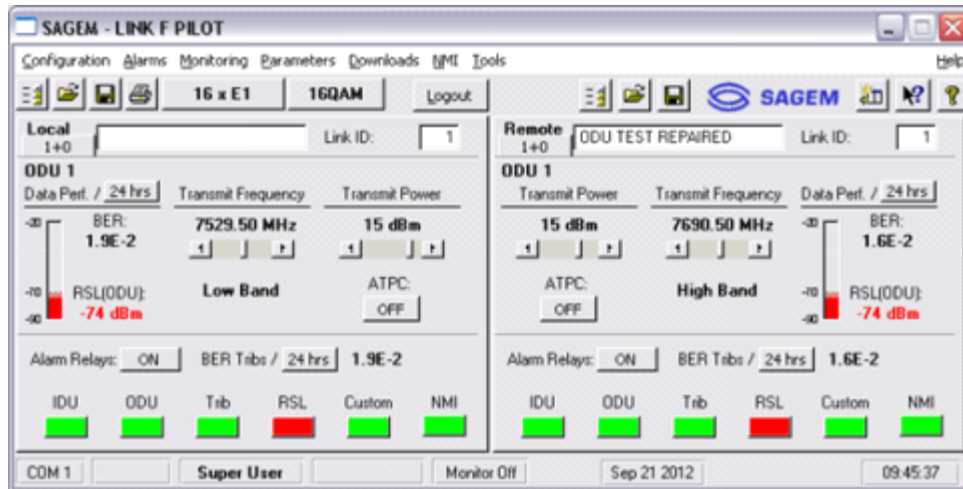 SAGEM - LINK F PILOT
Configuration Alarms Monitoring Parameters Downloads NMI Tools Help
16 x E1 16QAM Logout SAGEM
Local 1+0 Link ID: 1
ODU 1
Data Perf. / 24 hrs Transmit Frequency Transmit Power
-20 BER: 1.9E-2 7529.50 MHz 15 dBm
-70 RSL(ODU): Low Band ATPC:
-90 -74 dBm OFF
Alarm Relays: ON BER Tribs / 24 hrs 1.9E-2
IDU ODU Trib RSL Custom NMI
Remote 1+0 ODU TEST REPAIRED Link ID: 1
ODU 1
Transmit Power Transmit Frequency Data Perf. / 24 hrs
15 dBm 7690.50 MHz -20 BER: 1.6E-2
ATPC: High Band -70 RSL(ODU):
OFF -90 -74 dBm
Alarm Relays: ON BER Tribs / 24 hrs 1.6E-2
IDU ODU Trib RSL Custom NMI
COM 1 Super User Monitor Off Sep 21 2012 09:45:37